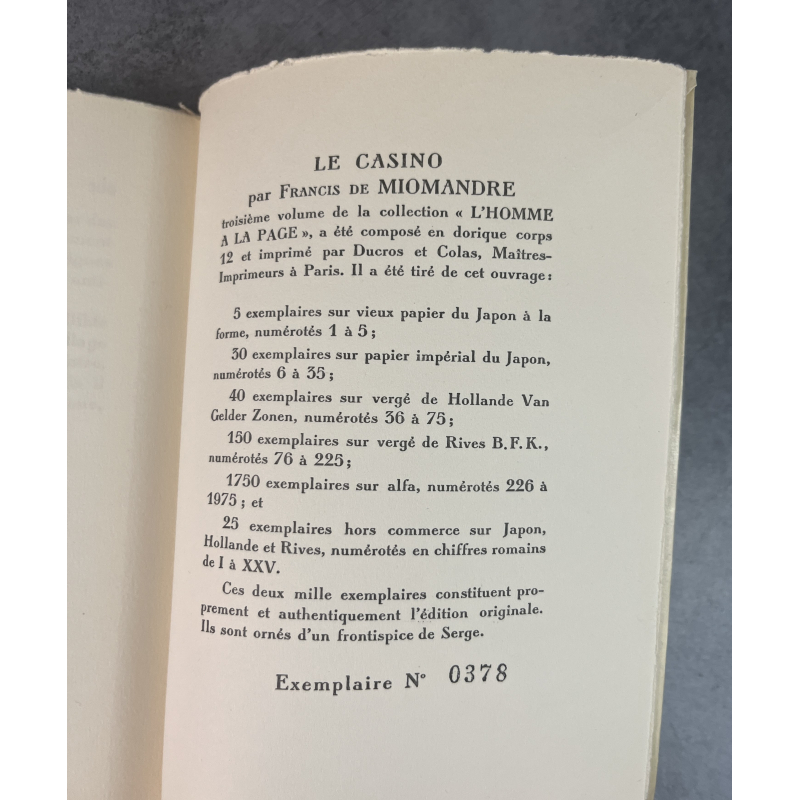 LE CASINO
par FRANCIS DE MIOMANDRE
troisième volume de la collection « L'HOMME
A LA PAGE », a été composé en dorique corps
12 et imprimé par Ducros et Colas, Maîtres-
Imprimeurs à Paris. Il a été tiré de cet ouvrage :
5 exemplaires sur vieux papier du Japon à la
forme, numérotés 1 à 5 ;
30 exemplaires sur papier impérial du Japon,
numérotés 6 à 35 ;
40 exemplaires sur vergé de Hollande Van
Gelder Zonen, numérotés 36 à 75 ;
150 exemplaires sur vergé de Rives B.F.K.,
numérotés 76 à 225 ;
1750 exemplaires sur alfa, numérotés 226 à
1975 ; et
25 exemplaires hors commerce sur Japon,
Hollande et Rives, numérotés en chiffres romains
de I à XXV.
Ces deux mille exemplaires constituent pro-
prement et authentiquement l'édition originale.
Ils sont ornés d'un frontispice de Serge.
Exemplaire N° 0378